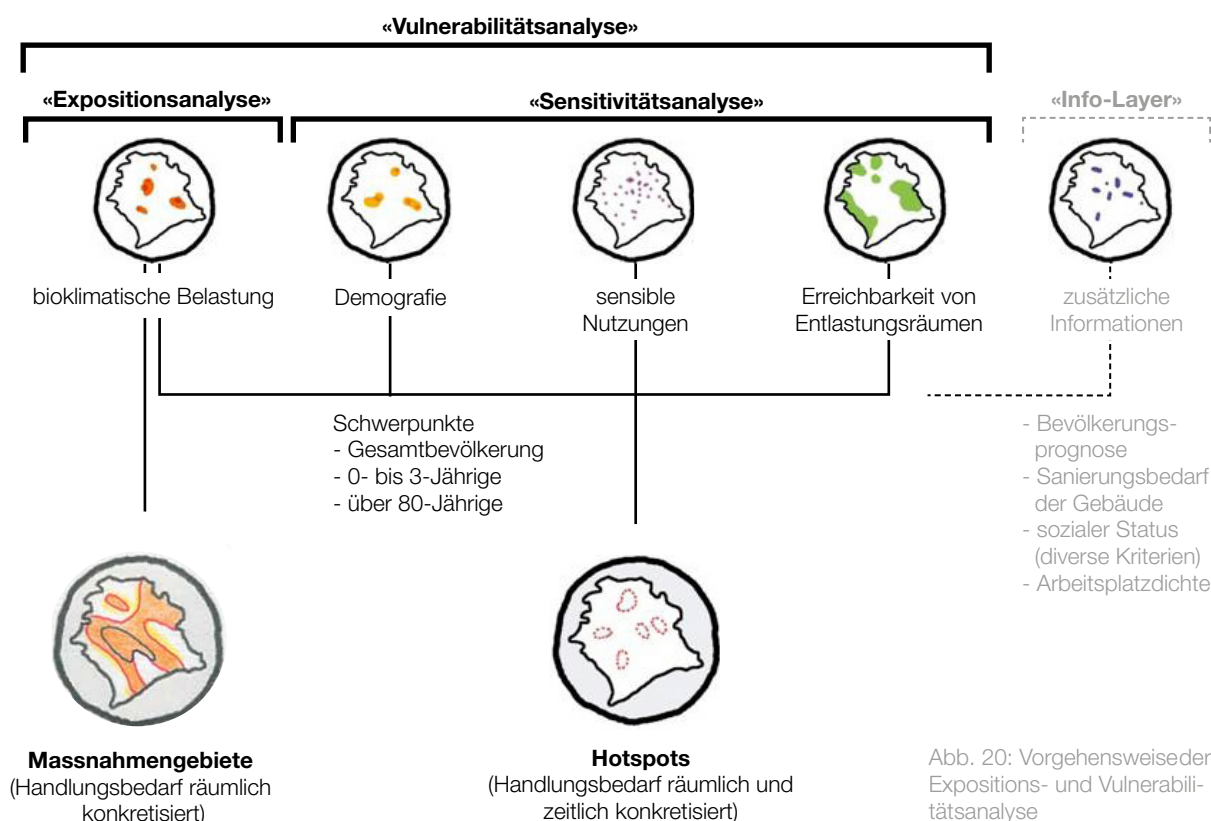 «Vulnerabilitätsanalyse»
«Expositionsanalyse»
«Sensitivitätsanalyse»
«Info-Layer»
bioklimatische Belastung
Demografie
sensible
Nutzungen
Erreichbarkeit von
Entlastungsräumen
zusätzliche
Informationen
Schwerpunkte
- Gesamtbevölkerung
- 0- bis 3-Jährige
- über 80-Jährige
- Bevölkerungs-
prognose
- Sanierungsbedarf
der Gebäude
- sozialer Status
(diverse Kriterien)
- Arbeitsplatzdichte
Massnahmengebiete
(Handlungsbedarf räumlich
konkretisiert)
Hotspots
(Handlungsbedarf räumlich und
zeitlich konkretisiert)
Abb. 20: Vorgehensweiseder
Expositions- und Vulnerabili-
tätsanalyse